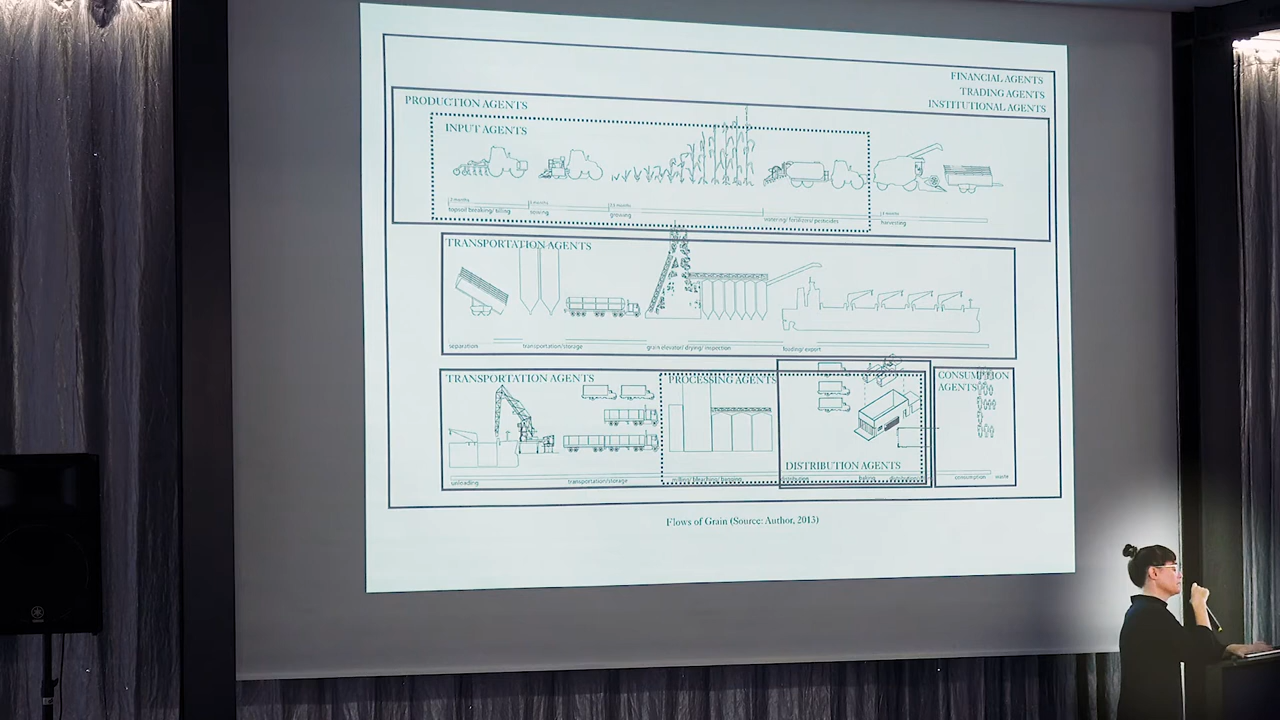 FINANCIAL AGENTS
TRADING AGENTS
INSTITUTIONAL AGENTS
PRODUCTION AGENTS
INPUT AGENTS
topsoil breaking/ tilling
sowing
growing
watering/ fertilizers/ pesticides
harvesting
TRANSPORTATION AGENTS
separation
transportation/storage
grain elevator/ drying/ inspection
loading/ export
TRANSPORTATION AGENTS
PROCESSING AGENTS
CONSUMPTION
AGENTS
DISTRIBUTION AGENTS
unloading
transportation/storage
consumption
waste
Flows of Grain (Source: Author, 2013)